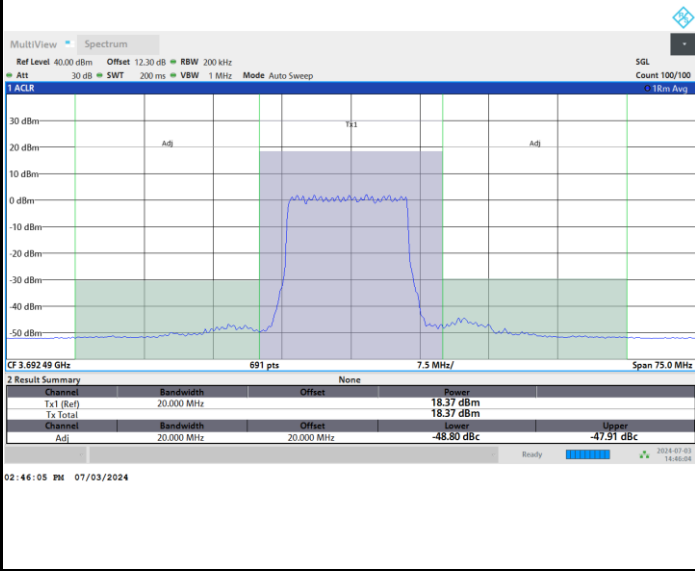 MultiView Spectrum
Ref Level 40.00 dBm Offset 12.30 dB RBW 200 kHz SGL
Att 30 dB SWT 200 ms VBW 1 MHz Mode Auto Sweep Count 100/100
1 ACLR 1Rm Avg
Tx1
30 dBm
Adj Adj
20 dBm
10 dBm
0 dBm
-10 dBm
-20 dBm
-30 dBm
-40 dBm
-50 dBm
CF 3.692 49 GHz 691 pts 7.5 MHz/ Span 75.0 MHz
2 Result Summary None
Channel Bandwidth Offset Power
Tx1 (Ref) 20.000 MHz 18.37 dBm
Tx Total 18.37 dBm
Channel Bandwidth Offset Lower Upper
Adj 20.000 MHz 20.000 MHz -48.80 dBc -47.91 dBc
Ready 2024-07-03
14:46:04
02:46:05 PM 07/03/2024